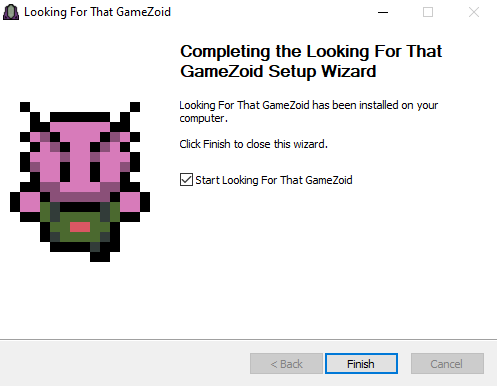 Looking For That GameZoid
Completing the Looking For That
GameZoid Setup Wizard
Looking For That GameZoid has been installed on your
computer.
Click Finish to close this wizard.
Start Looking For That GameZoid
< Back
Finish
Cancel